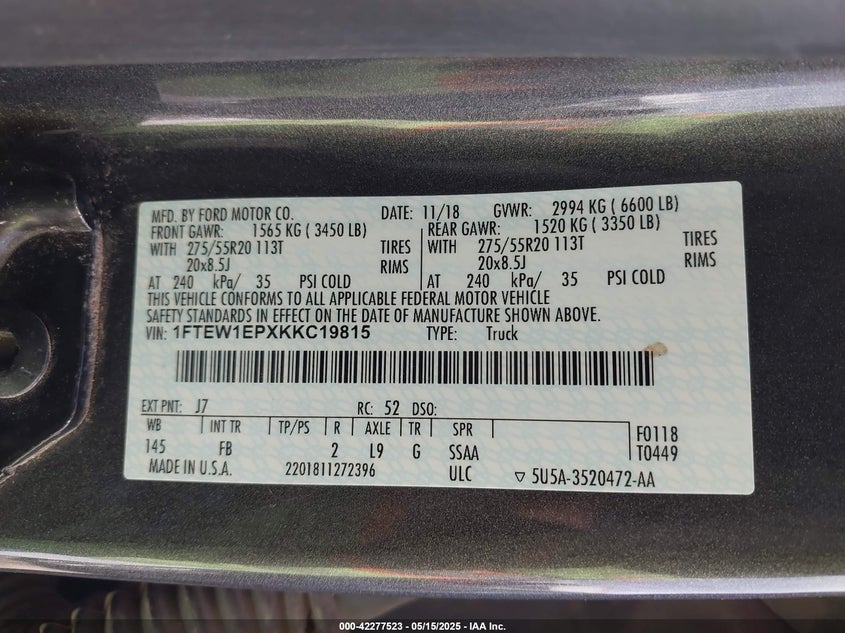 MFD. BY FORD MOTOR CO. DATE: 11/18 GVWR: 2994 KG ( 6600 LB)
FRONT GAWR: 1565 KG ( 3450 LB) REAR GAWR: 1520 KG ( 3350 LB)
WITH 275/55R20 113T TIRES WITH 275/55R20 113T TIRES
20x8.5J RIMS 20x8.5J RIMS
AT 240 kPa/ 35 PSI COLD AT 240 kPa/ 35 PSI COLD
THIS VEHICLE CONFORMS TO ALL APPLICABLE FEDERAL MOTOR VEHICLE
SAFETY STANDARDS IN EFFECT ON THE DATE OF MANUFACTURE SHOWN ABOVE.
VIN: 1FTEW1EPXKKC19815 TYPE: Truck
EXT PNT: J7 RC: 52 DSO:
WB INT TR TP/PS R AXLE TR SPR F0118
145 FB 2 L9 G SSAA T0449
MADE IN U.S.A. 2201811272396 ULC ▽ 5U5A-3520472-AA
000-42277523 — 05/15/2025 — IAA Inc.